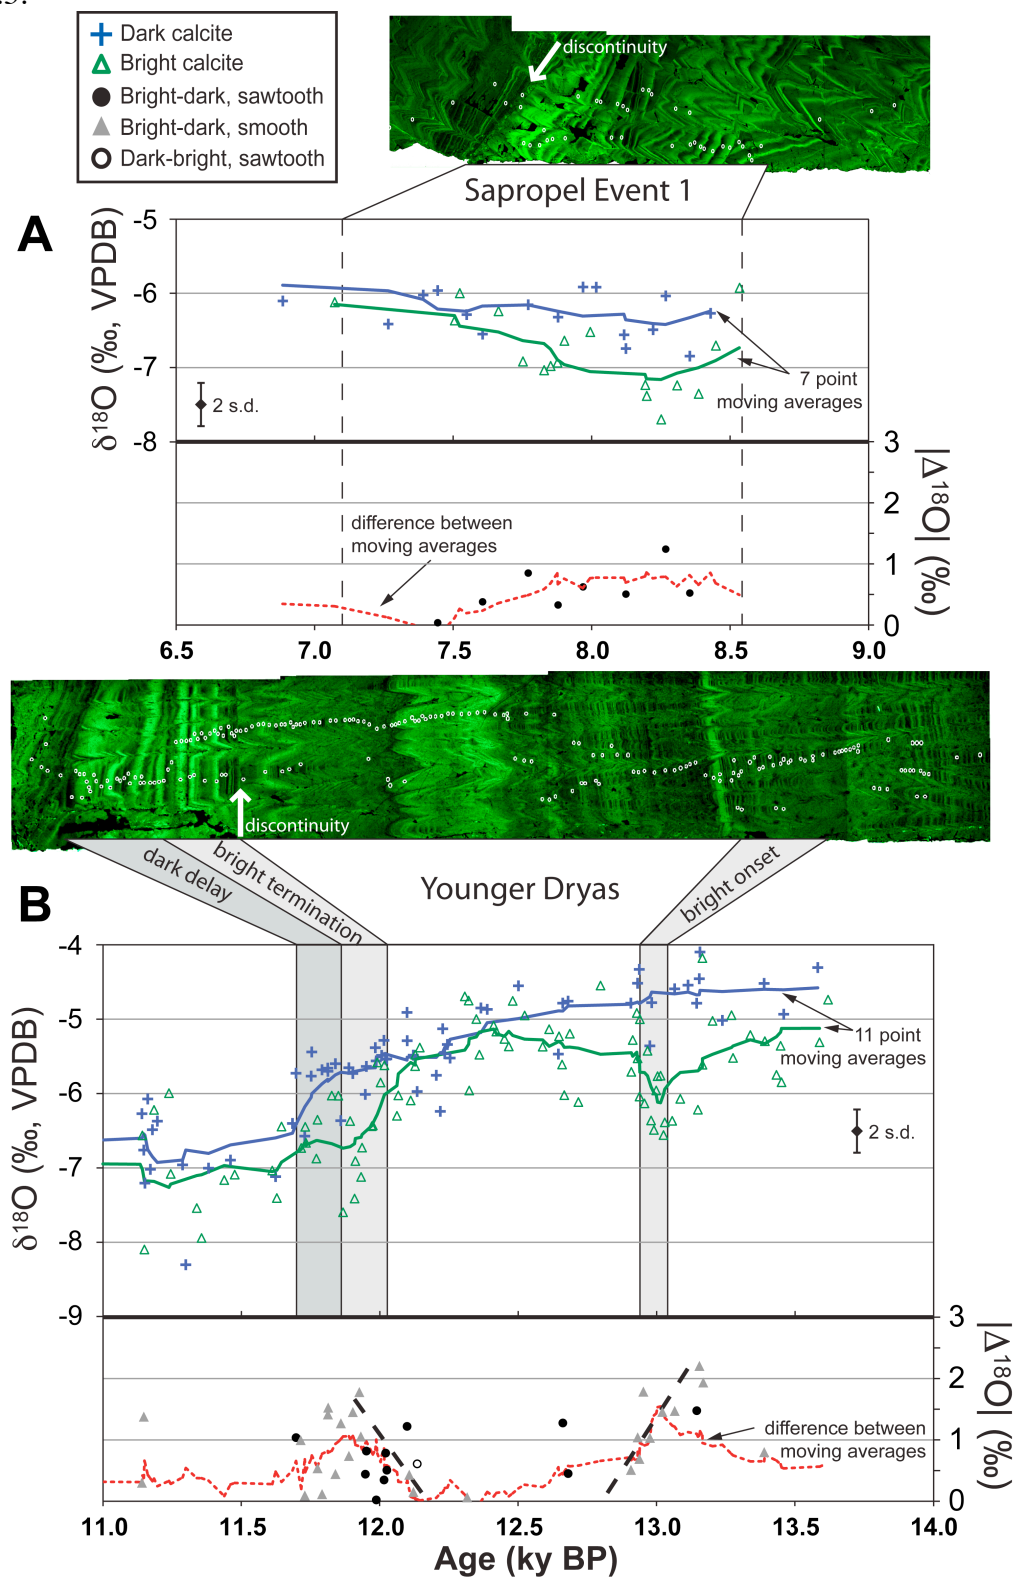 Dark calcite
Bright calcite
Bright-dark, sawtooth
Bright-dark, smooth
Dark-bright, sawtooth
discontinuity
Sapropel Event 1
A
δ¹⁸O (‰, VPDB)
-5
-6
-7
-8
2 s.d.
7 point
moving averages
3
2
1
0
|Δ¹⁸O| (‰)
difference between
moving averages
6.5 7.0 7.5 8.0 8.5 9.0
discontinuity
dark delay
bright termination
Younger Dryas
bright onset
B
δ¹⁸O (‰, VPDB)
-4
-5
-6
-7
-8
-9
11 point
moving averages
2 s.d.
3
2
1
0
|Δ¹⁸O| (‰)
difference between
moving averages
11.0 11.5 12.0 12.5 13.0 13.5 14.0
Age (ky BP)